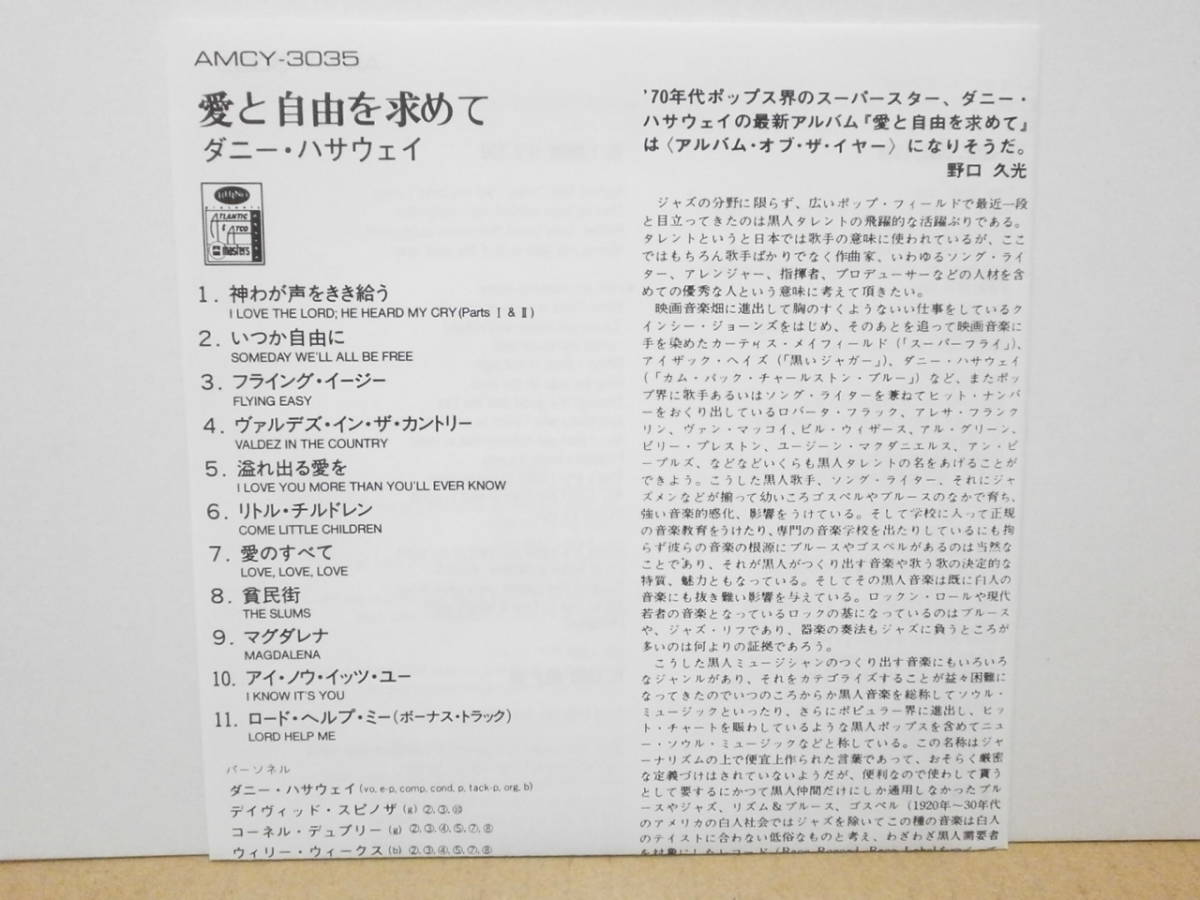 AMCY-3035
愛と自由を求めて
ダニー・ハサウェイ
RHINO
ATLANTIC
& ATCO
masters
1. 神わが声をきき給う
I LOVE THE LORD; HE HEARD MY CRY(Parts Ⅰ & Ⅱ)
2. いつか自由に
SOMEDAY WE'LL ALL BE FREE
3. フライング・イージー
FLYING EASY
4. ヴァルデズ・イン・ザ・カントリー
VALDEZ IN THE COUNTRY
5. 溢れ出る愛を
I LOVE YOU MORE THAN YOU'LL EVER KNOW
6. リトル・チルドレン
COME LITTLE CHILDREN
7. 愛のすべて
LOVE, LOVE, LOVE
8. 貧民街
THE SLUMS
9. マグダレナ
MAGDALENA
10. アイ・ノウ・イッツ・ユー
I KNOW IT'S YOU
11. ロード・ヘルプ・ミー(ボーナス・トラック)
LORD HELP ME
パーソネル
ダニー・ハサウェイ(vo, e-p, comp, cond, p, tack-p, org, b)
デイヴィッド・スピノザ(g)②,③,⑩
コーネル・デュプリー(g)②,③,④,⑤,⑦,⑧
ウィリー・ウィークス(b)②,③,④,⑤,⑦,⑧
'70年代ポップス界のスーパースター、ダニー・
ハサウェイの最新アルバム『愛と自由を求めて』
は〈アルバム・オブ・ザ・イヤー〉になりそうだ。
野口 久光
ジャズの分野に限らず、広いポップ・フィールドで最近一段
と目立ってきたのは黒人タレントの飛躍的な活躍ぶりである。
タレントというと日本では歌手の意味に使われているが、ここ
ではもちろん歌手ばかりでなく作曲家、いわゆるソング・ライ
ター、アレンジャー、指揮者、プロデューサーなどの人材を含
めての優秀な人という意味に考えて頂きたい。
映画音楽畑に進出して胸のすくようないい仕事をしているク
インシー・ジョーンズをはじめ、そのあとを追って映画音楽に
手を染めたカーティス・メイフィールド(「スーパーフライ」)、
アイザック・ヘイズ(「黒いジャガー」)、ダニー・ハサウェイ
(「カム・バック・チャールストン・ブルー」)など、またポッ
プ界に歌手あるいはソング・ライターを兼ねてヒット・ナンバ
ーをおくり出しているロバータ・フラック、アレサ・フランク
リン、ヴァン・マッコイ、ビル・ウィザース、アル・グリーン、
ビリー・プレストン、ユージーン・マクダニエルス、アン・ピ
ープルズ、などなどいくらも黒人タレントの名をあげることが
できよう。こうした黒人歌手、ソング・ライター、それにジャ
ズメンなどが揃って幼いころゴスペルやブルースのなかで育ち、
強い音楽的感化、影響をうけている。そして学校に入って正規
の音楽教育をうけたり、専門の音楽学校を出たりしているにも拘
らず彼らの音楽の根源にブルースやゴスペルがあるのは当然な
ことであり、それが黒人がつくり出す音楽や歌う歌の決定的な
特質、魅力ともなっている。そしてその黒人音楽は既に白人の
音楽にも抜き難い影響を与えている。ロックン・ロールや現代
若者の音楽となっているロックの基になっているのはブルース
や、ジャズ・リフであり、器楽の奏法もジャズに負うところが
多いのは何よりの証拠であろう。
こうした黒人ミュージシャンのつくり出す音楽にもいろいろ
なジャンルがあり、それをカテゴライズすることが益々困難に
なってきたのでいつのころからか黒人音楽を総称してソウル・
ミュージックといったり、さらにポピュラー界に進出し、ヒッ
ト・チャートを賑わしているような黒人ポップスを含めてニュ
ー・ソウル・ミュージックなどと称している。この名称はジャ
ーナリズムの上で便宜上作られた言葉であって、おそらく厳密
な定義づけはされていないようだが、便利なので使わして貰う
として要するにかつて黒人仲間だけにしか通用しなかったブル
ースやジャズ、リズム&ブルース、ゴスペル(1920年〜30年代
のアメリカの白人社会ではジャズを除いてこの種の音楽は白人
のテイストに合わない低俗なものと考え、わざわざ黒人需要者
を対象にしたレコード(Race Record, Race Label